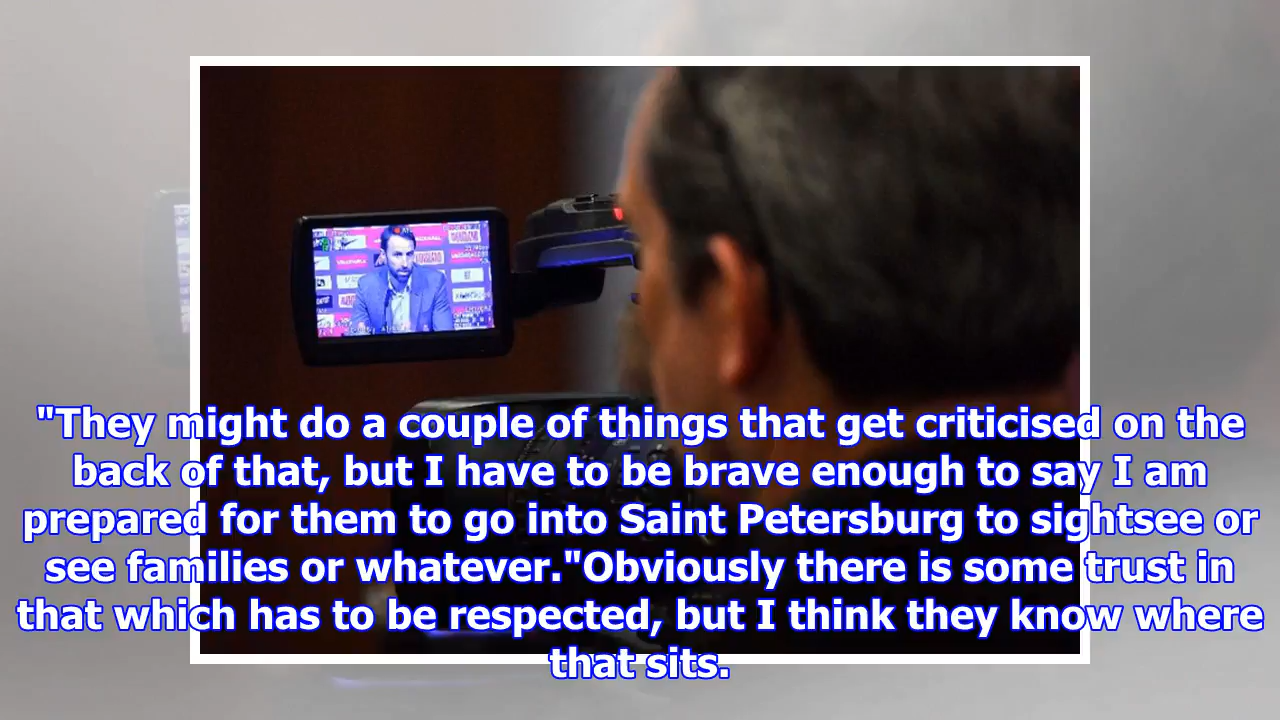 "They might do a couple of things that get criticised on the
back of that, but I have to be brave enough to say I am
prepared for them to go into Saint Petersburg to sightsee or
see families or whatever."Obviously there is some trust in
that which has to be respected, but I think they know where
that sits.